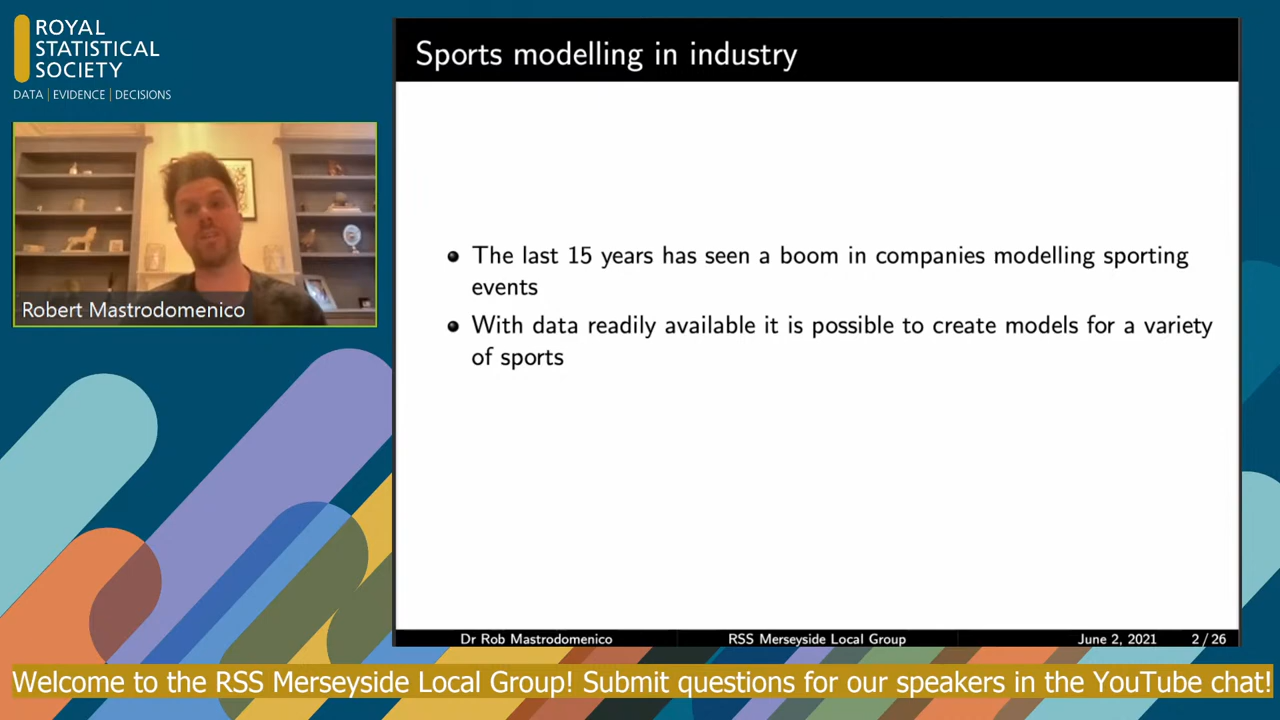 ROYAL
STATISTICAL
SOCIETY
DATA | EVIDENCE | DECISIONS
Robert Mastrodomenico
Sports modelling in industry
The last 15 years has seen a boom in companies modelling sporting
events
With data readily available it is possible to create models for a variety
of sports
Dr Rob Mastrodomenico RSS Merseyside Local Group June 2, 2021 2 / 26
Welcome to the RSS Merseyside Local Group! Submit questions for our speakers in the YouTube chat!